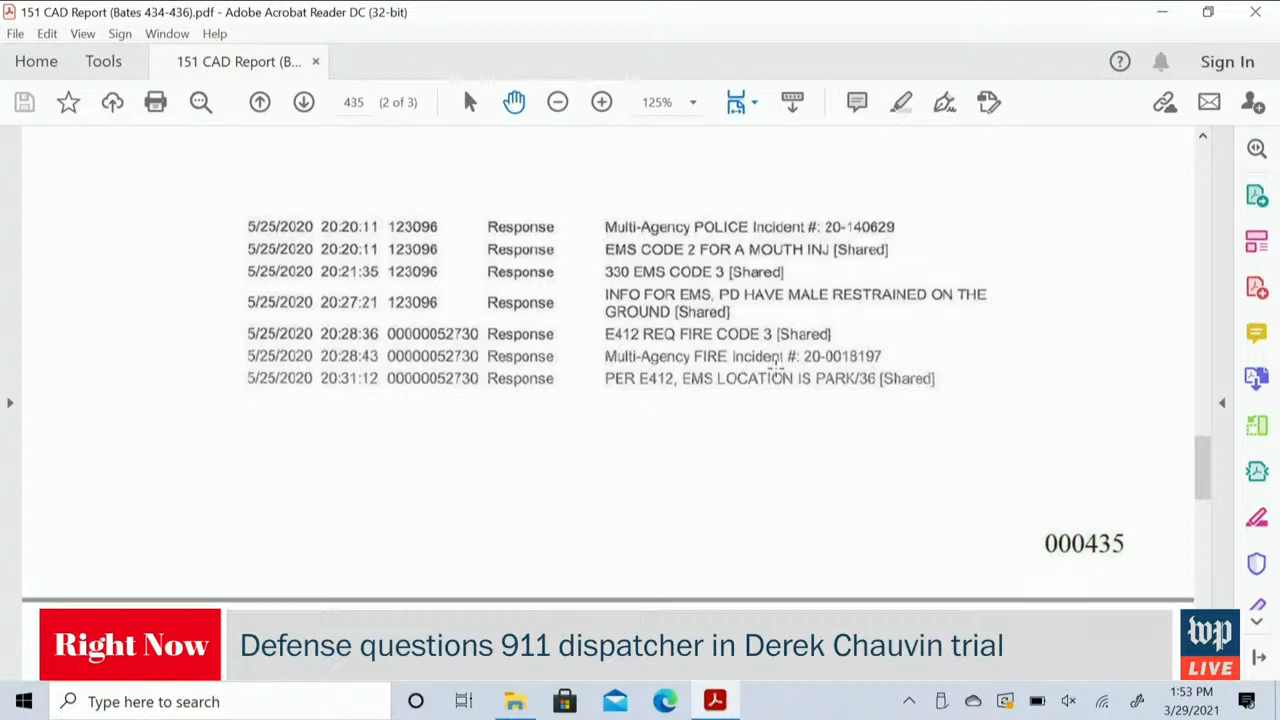 151 CAD Report (Bates 434-436).pdf - Adobe Acrobat Reader DC (32-bit)
File Edit View Sign Window Help
Home Tools 151 CAD Report (B... × Sign In
435 (2 of 3) 125%
5/25/2020 20:20:11 123096 Response Multi-Agency POLICE Incident #: 20-140629
5/25/2020 20:20:11 123096 Response EMS CODE 2 FOR A MOUTH INJ [Shared]
5/25/2020 20:21:35 123096 Response 330 EMS CODE 3 [Shared]
5/25/2020 20:27:21 123096 Response INFO FOR EMS, PD HAVE MALE RESTRAINED ON THE
GROUND [Shared]
5/25/2020 20:28:36 00000052730 Response E412 REQ FIRE CODE 3 [Shared]
5/25/2020 20:28:43 00000052730 Response Multi-Agency FIRE Incident #: 20-0018197
5/25/2020 20:31:12 00000052730 Response PER E412, EMS LOCATION IS PARK/36 [Shared]
000435
Right Now Defense questions 911 dispatcher in Derek Chauvin trial
wp
LIVE
Type here to search
1:53 PM
3/29/2021